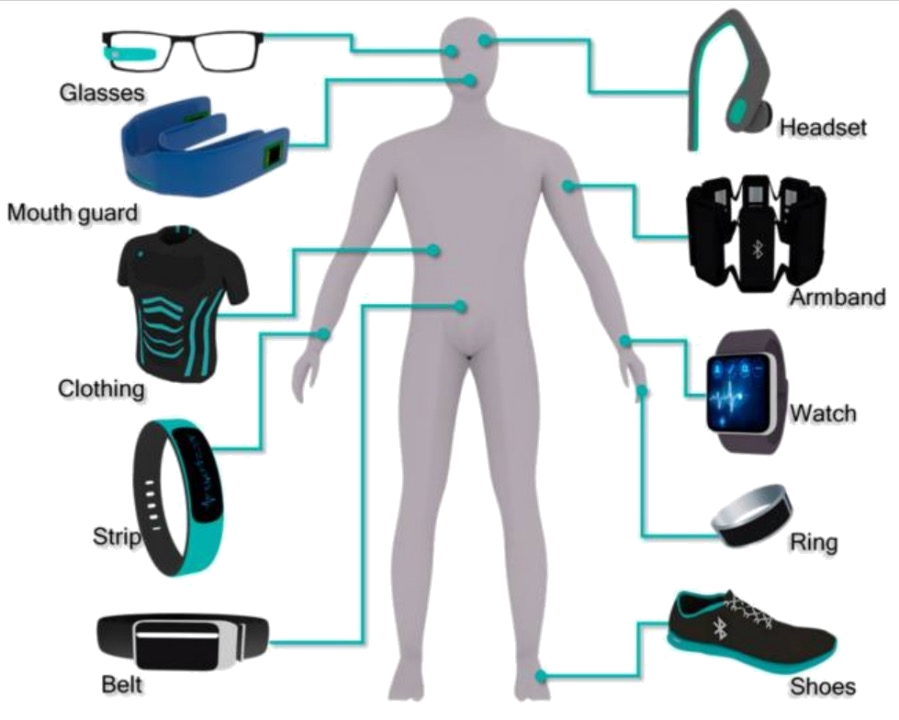 Glasses
Headset
Mouth guard
Armband
Clothing
Watch
Strip
Ring
Belt
Shoes